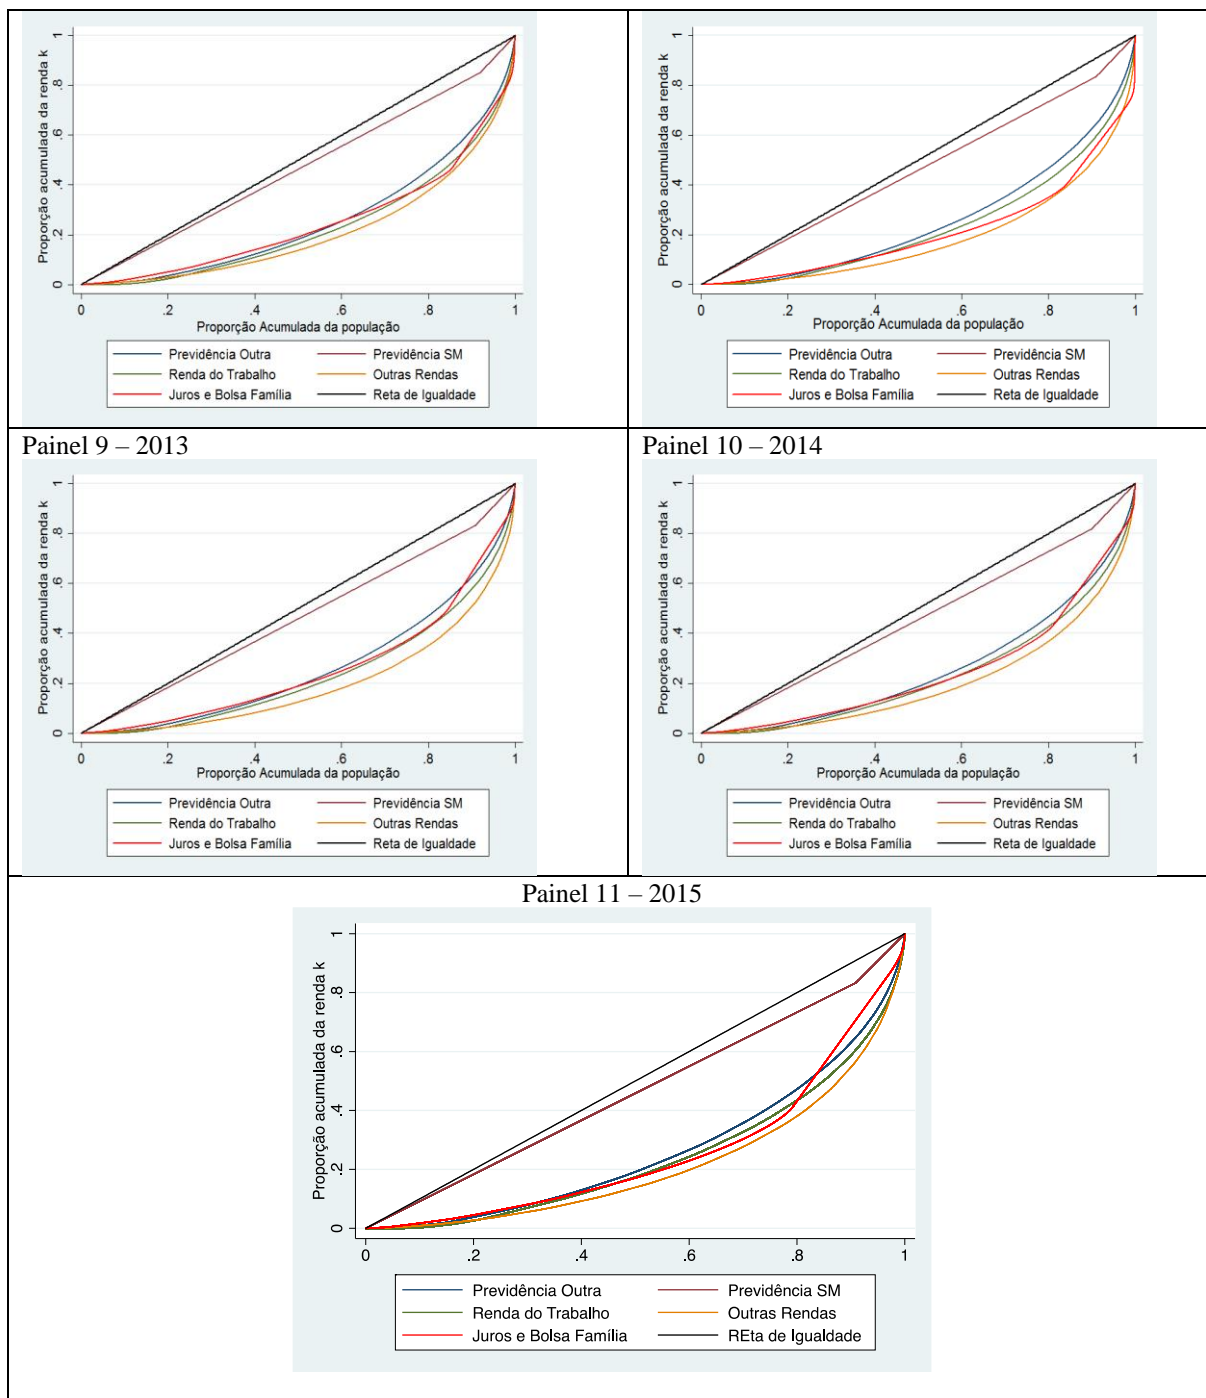 Proporção acumulada da renda k
1
.8
.6
.4
.2
0
0 .2 .4 .6 .8 1
Proporção Acumulada da população
Previdência Outra Previdência SM
Renda do Trabalho Outras Rendas
Juros e Bolsa Família Reta de Igualdade
Proporção acumulada da renda k
1
.8
.6
.4
.2
0
0 .2 .4 .6 .8 1
Proporção Acumulada da população
Previdência Outra Previdência SM
Renda do Trabalho Outras Rendas
Juros e Bolsa Família Reta de Igualdade
Painel 9 – 2013
Proporção acumulada da renda k
1
.8
.6
.4
.2
0
0 .2 .4 .6 .8 1
Proporção Acumulada da população
Previdência Outra Previdência SM
Renda do Trabalho Outras Rendas
Juros e Bolsa Família Reta de Igualdade
Painel 10 – 2014
Proporção acumulada da renda k
1
.8
.6
.4
.2
0
0 .2 .4 .6 .8 1
Proporção Acumulada da população
Previdência Outra Previdência SM
Renda do Trabalho Outras Rendas
Juros e Bolsa Família Reta de Igualdade
Painel 11 – 2015
Proporção acumulada da renda k
1
.8
.6
.4
.2
0
0 .2 .4 .6 .8 1
Previdência Outra Previdência SM
Renda do Trabalho Outras Rendas
Juros e Bolsa Família REta de Igualdade